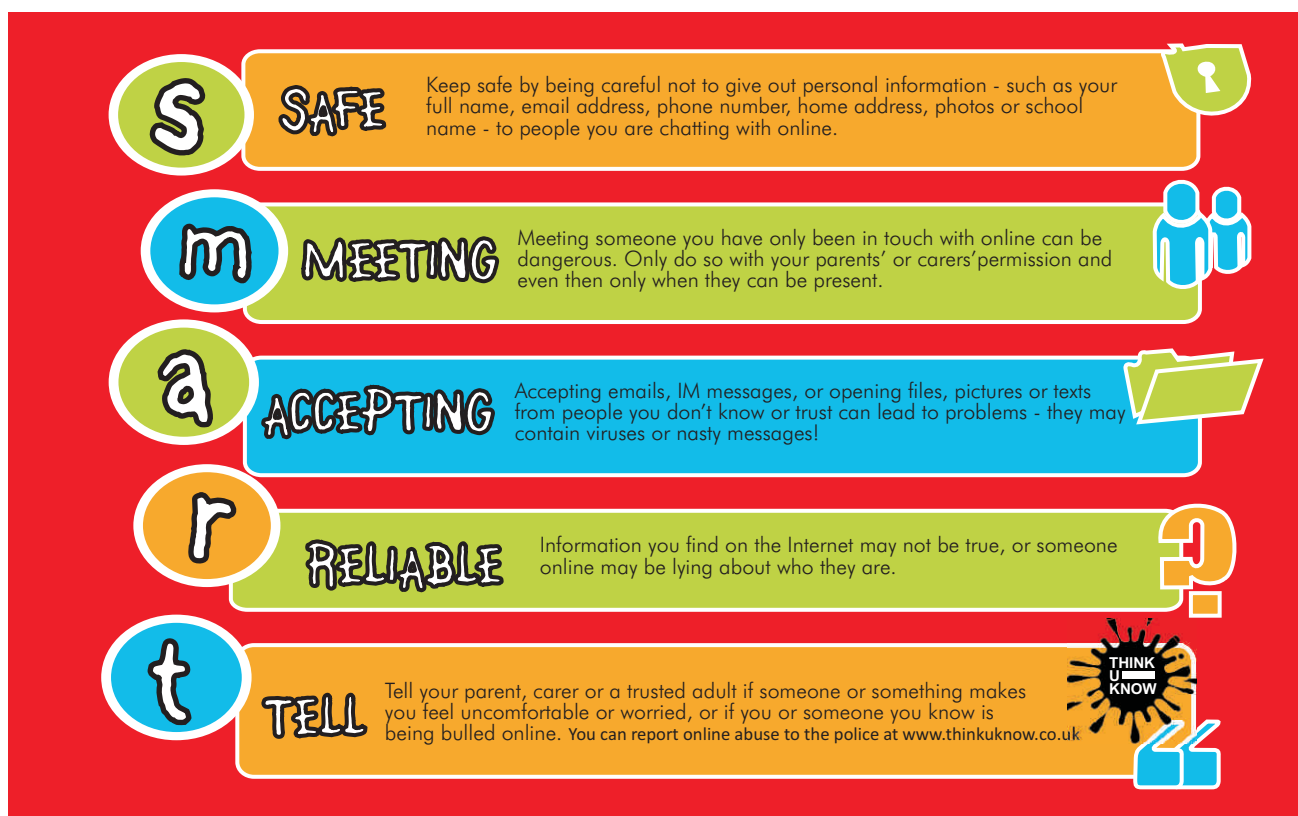 s
SAFE
Keep safe by being careful not to give out personal information - such as your
full name, email address, phone number, home address, photos or school
name - to people you are chatting with online.
m
MEETING
Meeting someone you have only been in touch with online can be
dangerous. Only do so with your parents’ or carers’permission and
even then only when they can be present.
a
ACCEPTING
Accepting emails, IM messages, or opening files, pictures or texts
from people you don’t know or trust can lead to problems - they may
contain viruses or nasty messages!
r
RELIABLE
Information you find on the Internet may not be true, or someone
online may be lying about who they are.
?
t
TELL
Tell your parent, carer or a trusted adult if someone or something makes
you feel uncomfortable or worried, or if you or someone you know is
being bulled online. You can report online abuse to the police at www.thinkuknow.co.uk
THINK
U
KNOW